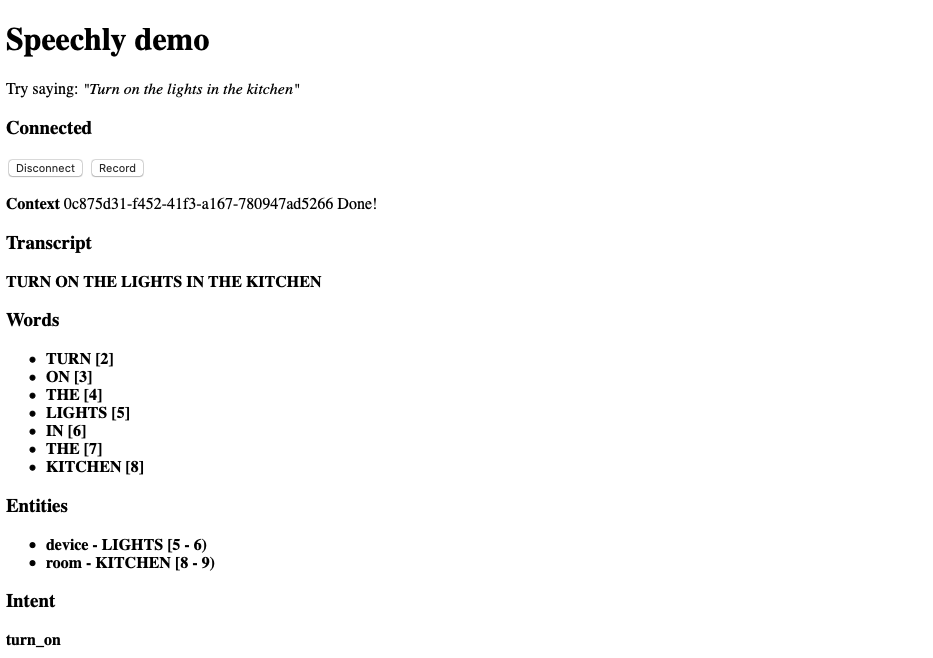 Speechly demo
Try saying: "Turn on the lights in the kitchen"
Connected
Disconnect Record
Context 0c875d31-f452-41f3-a167-780947ad5266 Done!
Transcript
TURN ON THE LIGHTS IN THE KITCHEN
Words
• TURN [2]
• ON [3]
• THE [4]
• LIGHTS [5]
• IN [6]
• THE [7]
• KITCHEN [8]
Entities
• device - LIGHTS [5 - 6)
• room - KITCHEN [8 - 9)
Intent
turn_on